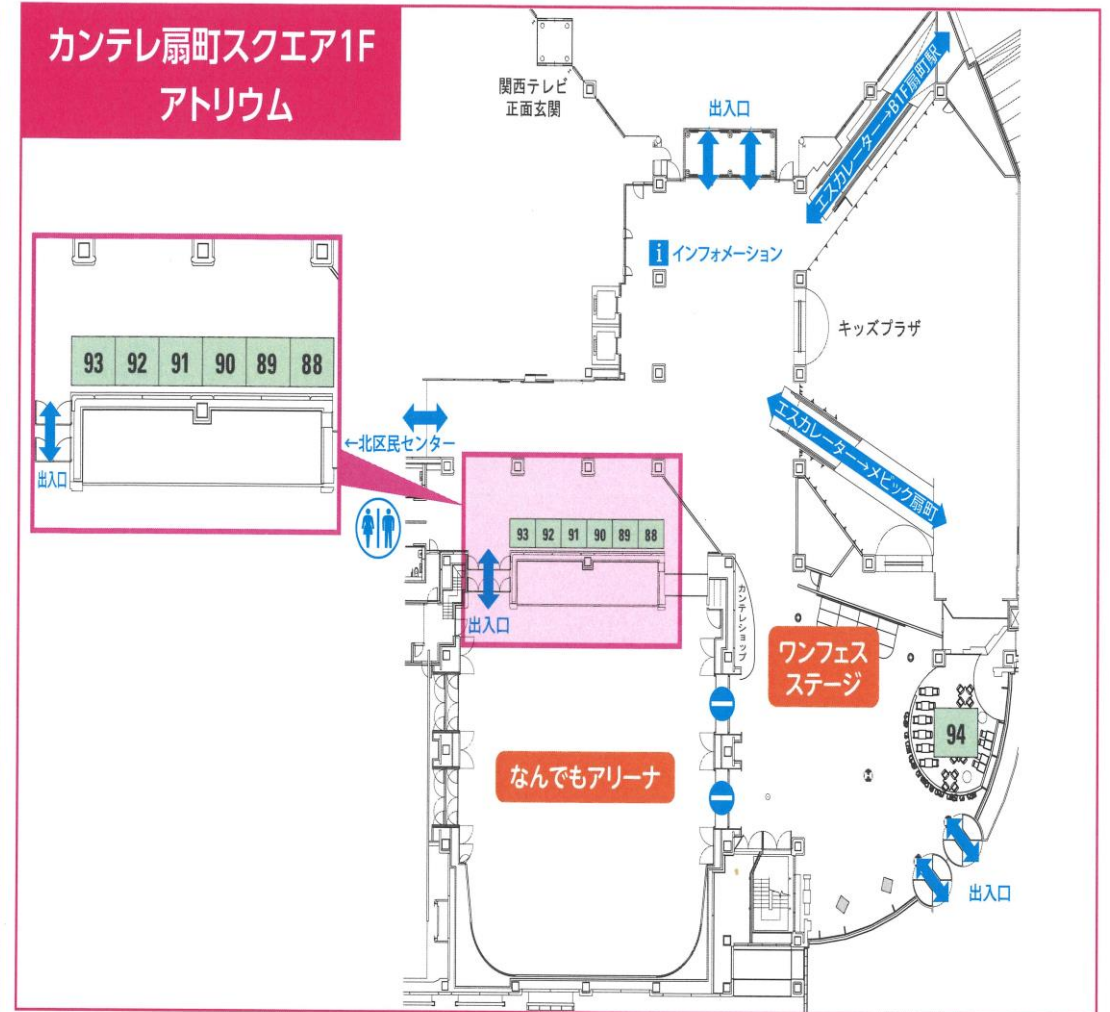 カンテレ扇町スクエア1F
アトリウム
関西テレビ
正面玄関
出入口
エスカレーター→B1F扇町駅
i インフォメーション
キッズプラザ
93 92 91 90 89 88
出入口
←北区民センター
エスカレーター→メビック扇町
93 92 91 90 89 88
出入口
カンテレショップ
ワンフェス
ステージ
94
なんでもアリーナ
出入口